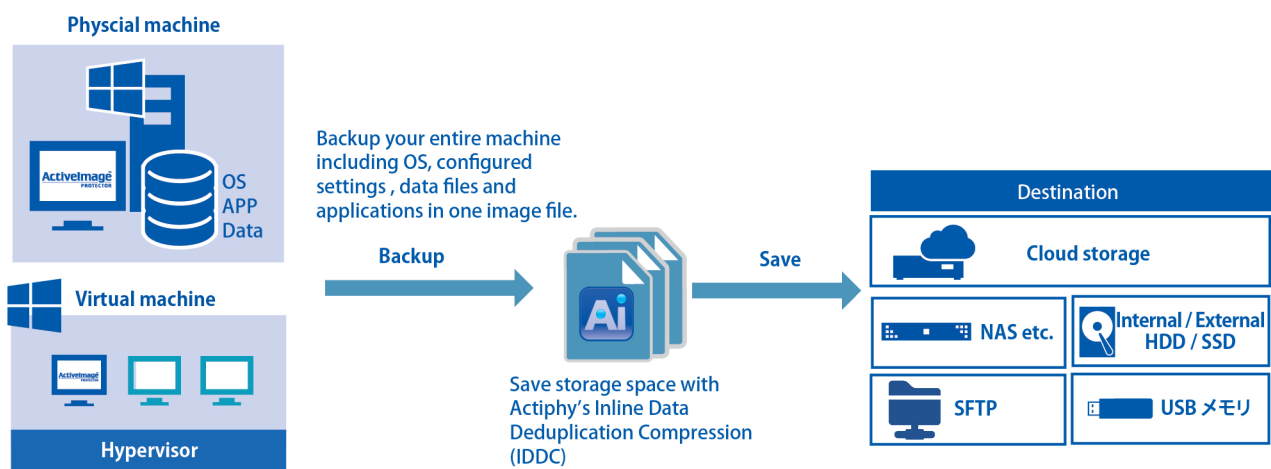 Physcial machine
ActiveImage
PROTECTOR
OS
APP
Data
Virtual machine
ActiveImage
PROTECTOR
Hypervisor
Backup your entire machine
including OS, configured
settings , data files and
applications in one image file.
Backup
Ai
Save storage space with
Actiphy’s Inline Data
Deduplication Compression
(IDDC)
Save
Destination
Cloud storage
NAS etc.
Internal / External
HDD / SSD
SFTP
USB メモリ